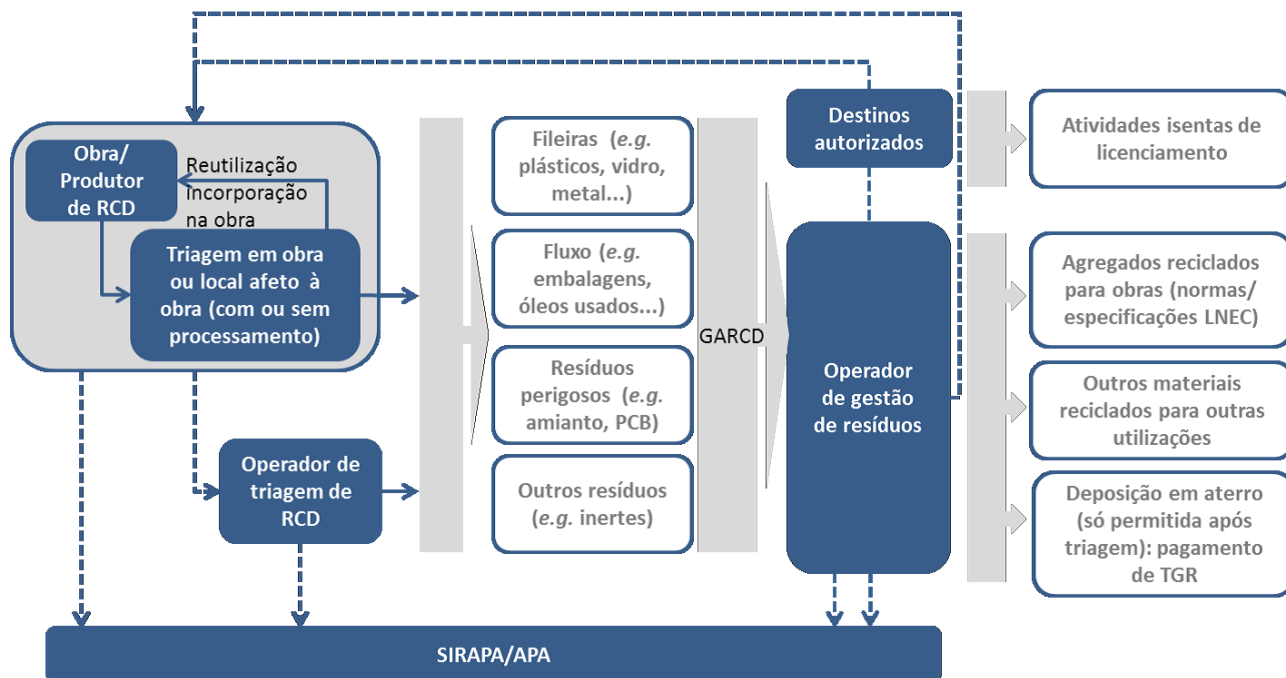 Obra/
Produtor
de RCD
Reutilização
incorporação
na obra
Triagem em obra
ou local afeto à
obra (com ou sem
processamento)
Operador de
triagem de
RCD
Fileiras (e.g.
plásticos, vidro,
metal...)
Fluxo (e.g.
embalagens,
óleos usados...)
Resíduos
perigosos (e.g.
amianto, PCB)
Outros resíduos
(e.g. inertes)
GARCD
Destinos
autorizados
Operador
de gestão
de resíduos
Atividades isentas de
licenciamento
Agregados reciclados
para obras (normas/
especificações LNEC)
Outros materiais
reciclados para outras
utilizações
Deposição em aterro
(só permitida após
triagem): pagamento
de TGR
SIRAPA/APA